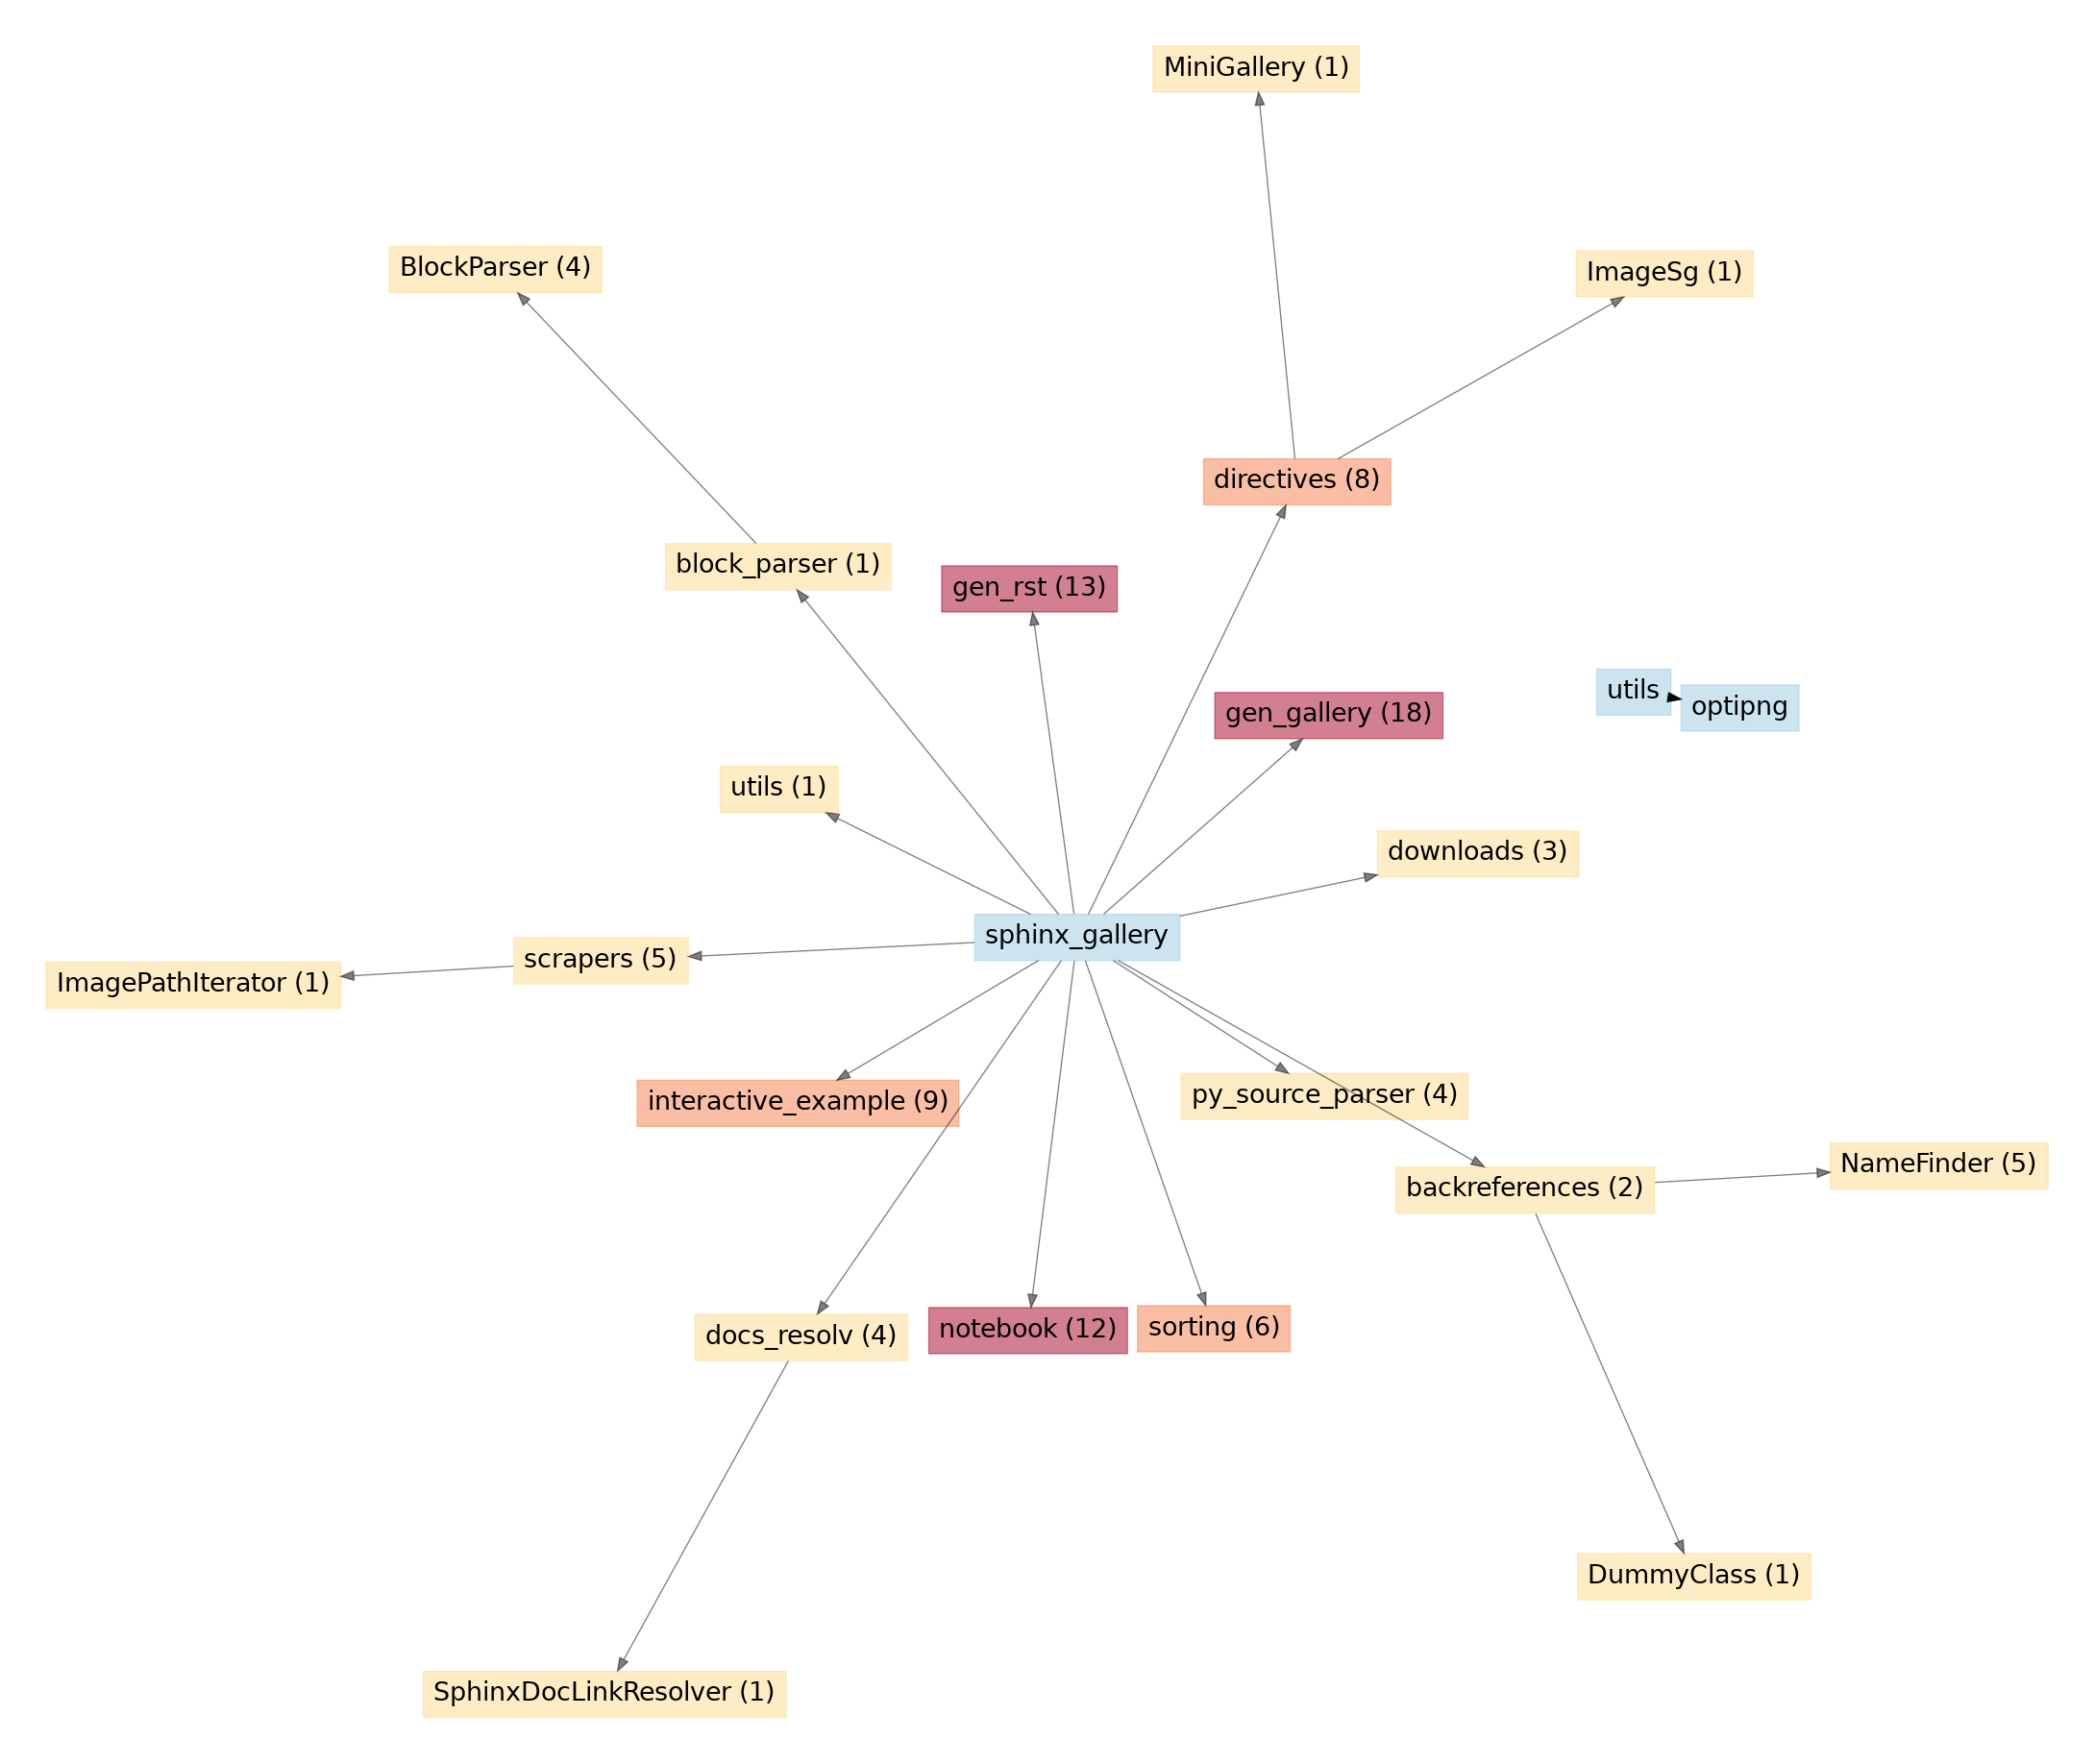 MiniGallery (1)
BlockParser (4)
ImageSg (1)
directives (8)
block_parser (1)
gen_rst (13)
utils
optipng
gen_gallery (18)
utils (1)
downloads (3)
sphinx_gallery
scrapers (5)
ImagePathIterator (1)
interactive_example (9)
py_source_parser (4)
NameFinder (5)
backreferences (2)
docs_resolv (4)
notebook (12)
sorting (6)
DummyClass (1)
SphinxDocLinkResolver (1)